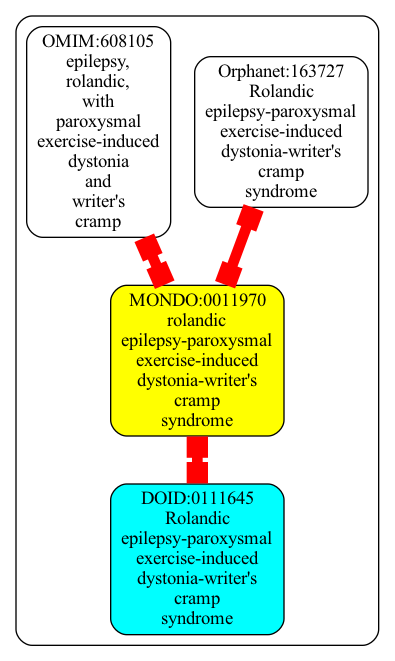 OMIM:608105
epilepsy,
rolandic,
with
paroxysmal
exercise-induced
dystonia
and
writer's
cramp
Orphanet:163727
Rolandic
epilepsy-paroxysmal
exercise-induced
dystonia-writer's
cramp
syndrome
MONDO:0011970
rolandic
epilepsy-paroxysmal
exercise-induced
dystonia-writer's
cramp
syndrome
DOID:0111645
Rolandic
epilepsy-paroxysmal
exercise-induced
dystonia-writer's
cramp
syndrome